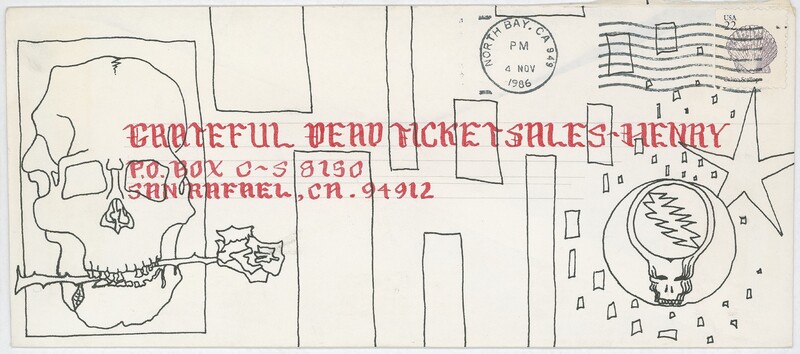 NORTH BAY, CA 949
PM
4 NOV
1986
USA
22
GRATEFUL DEAD TICKET SALES-HENRY
P.O. BOX C-S 8190
SAN RAFAEL, CA. 94912